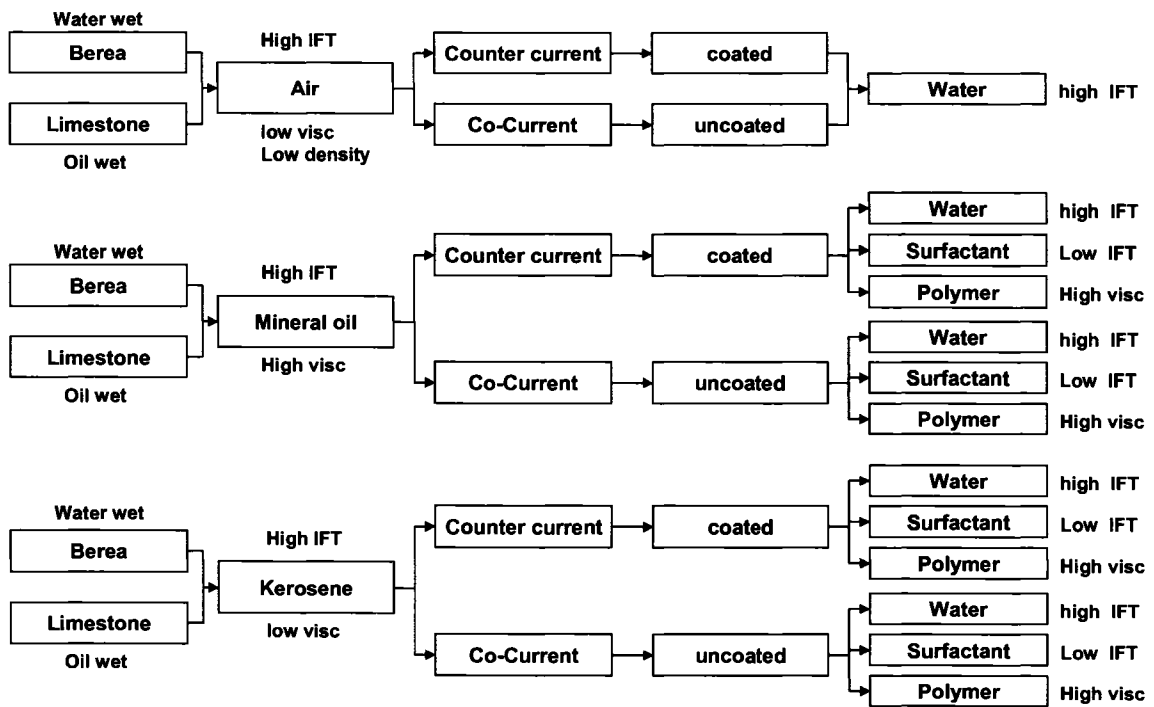 Water wet
Berea
Limestone
Oil wet
High IFT
Air
low visc
Low density
Counter current
coated
Co-Current
uncoated
Water
high IFT
Water wet
Berea
Limestone
Oil wet
High IFT
Mineral oil
High visc
Counter current
coated
Water
high IFT
Surfactant
Low IFT
Polymer
High visc
Co-Current
uncoated
Water
high IFT
Surfactant
Low IFT
Polymer
High visc
Water wet
Berea
Limestone
Oil wet
High IFT
Kerosene
low visc
Counter current
coated
Water
high IFT
Surfactant
Low IFT
Polymer
High visc
Co-Current
uncoated
Water
high IFT
Surfactant
Low IFT
Polymer
High visc